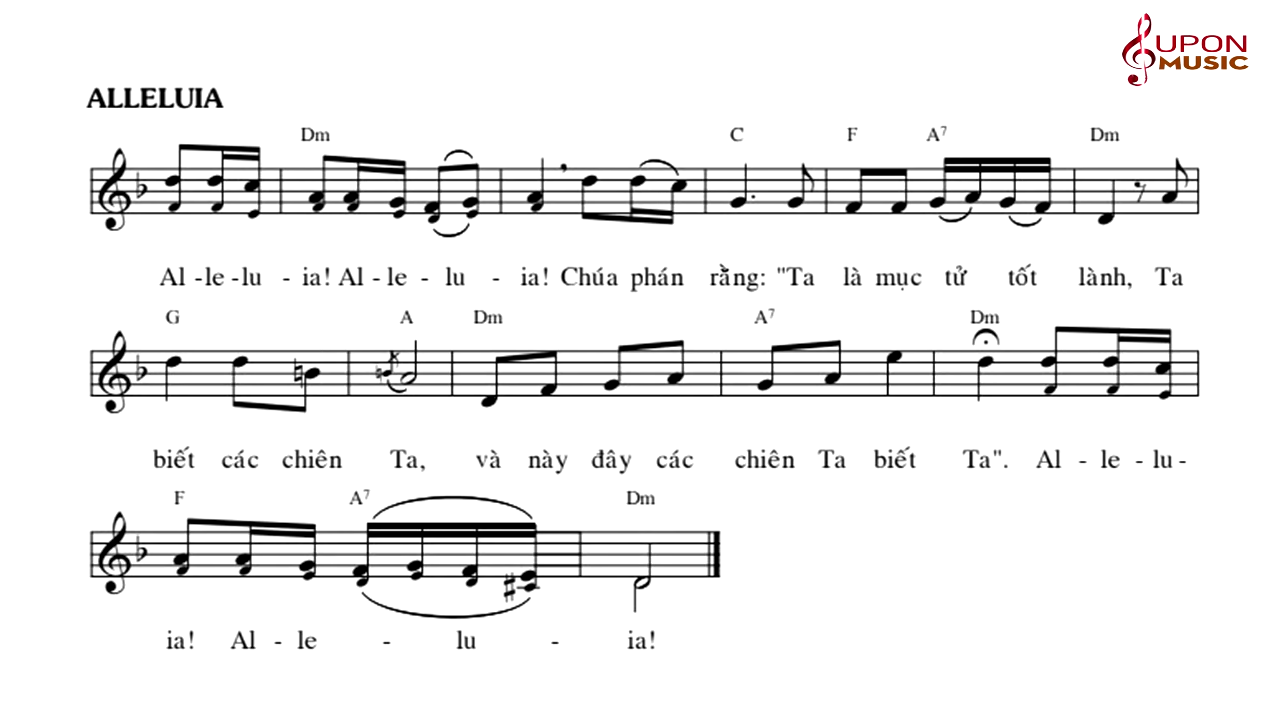 UPON
MUSIC
ALLELUIA
Dm C F A7 Dm
Al -le -lu - ia! Al - le - lu - ia! Chúa phán rằng: "Ta là mục tử tốt lành, Ta
G A Dm A7 Dm
biết các chiên Ta, và này đây các chiên Ta biết Ta". Al - le - lu -
F A7 Dm
ia! Al - le - lu - ia!